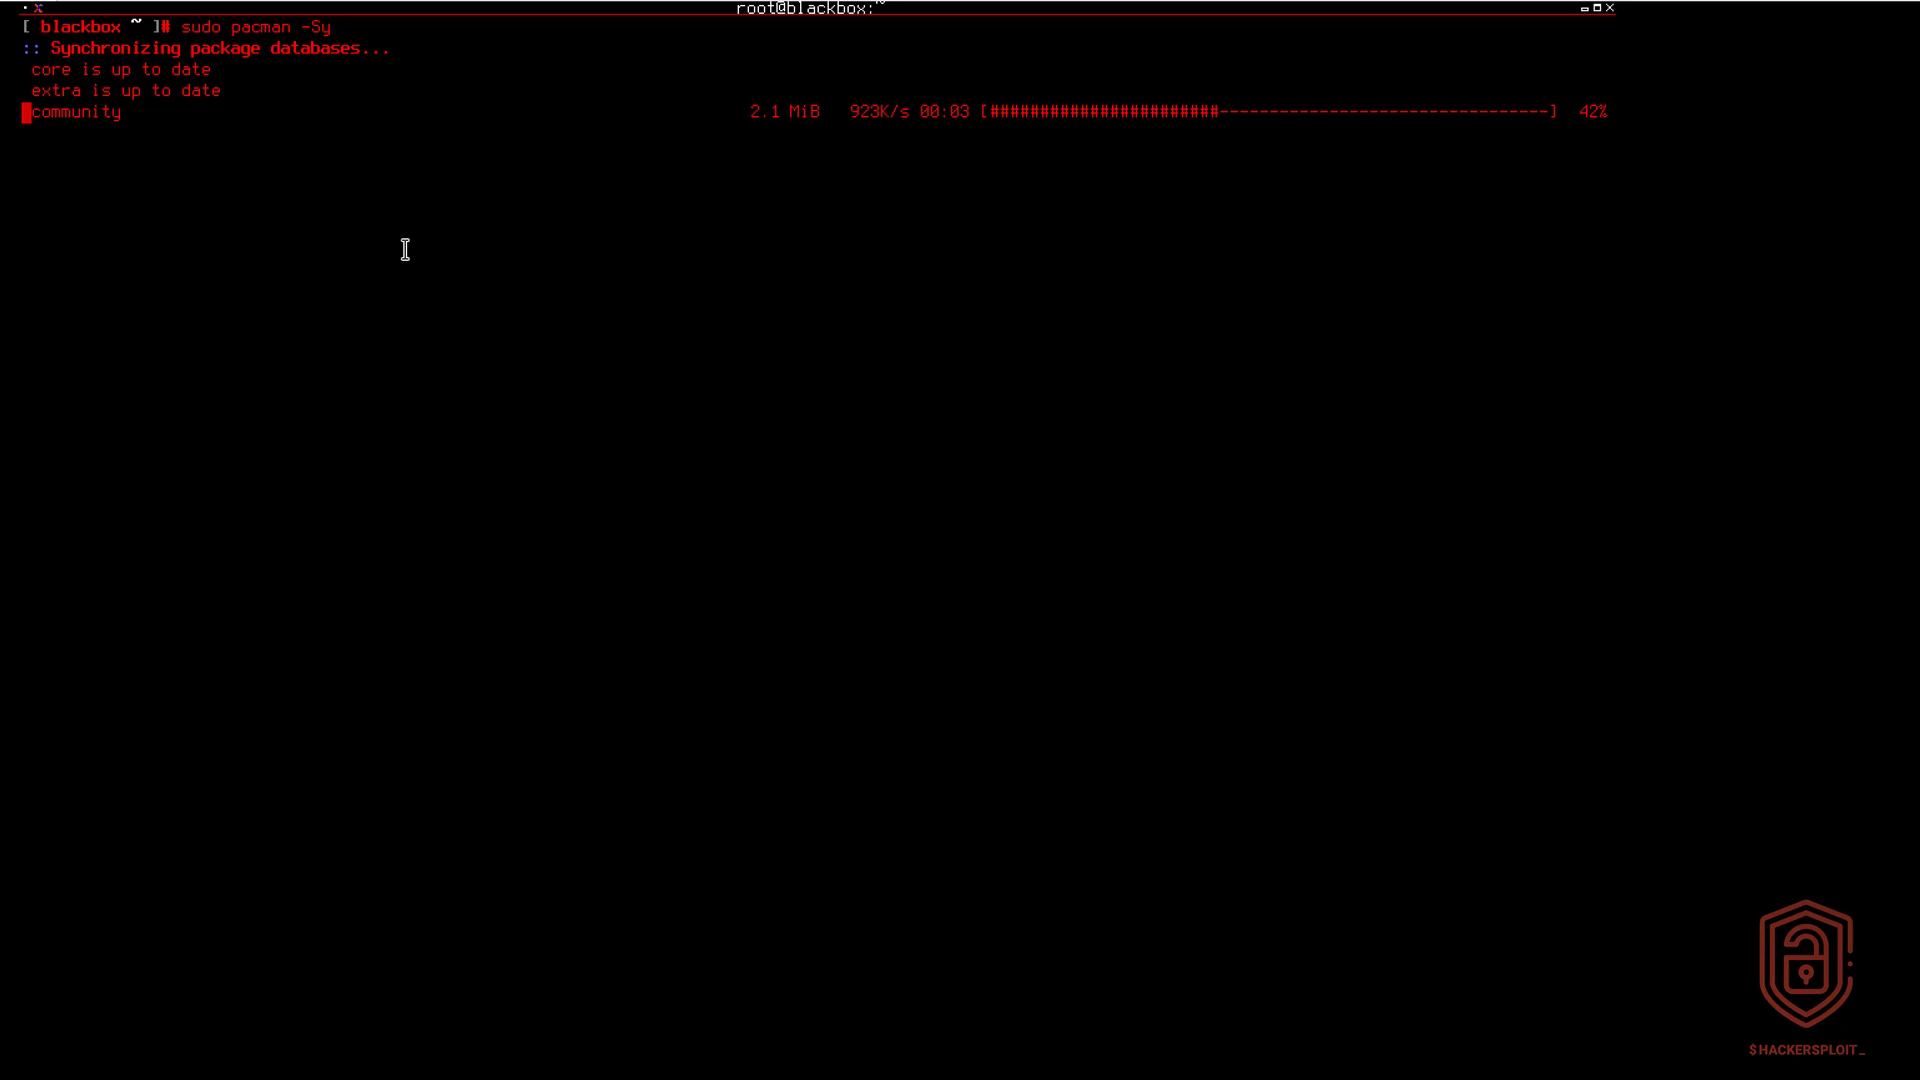 root@blackbox:~
[ blackbox ~ ]# sudo pacman -Sy
:: Synchronizing package databases...
core is up to date
extra is up to date
community 2.1 MiB 923K/s 00:03 [#######################---------------------------------] 42%
$HACKERSPLOIT_